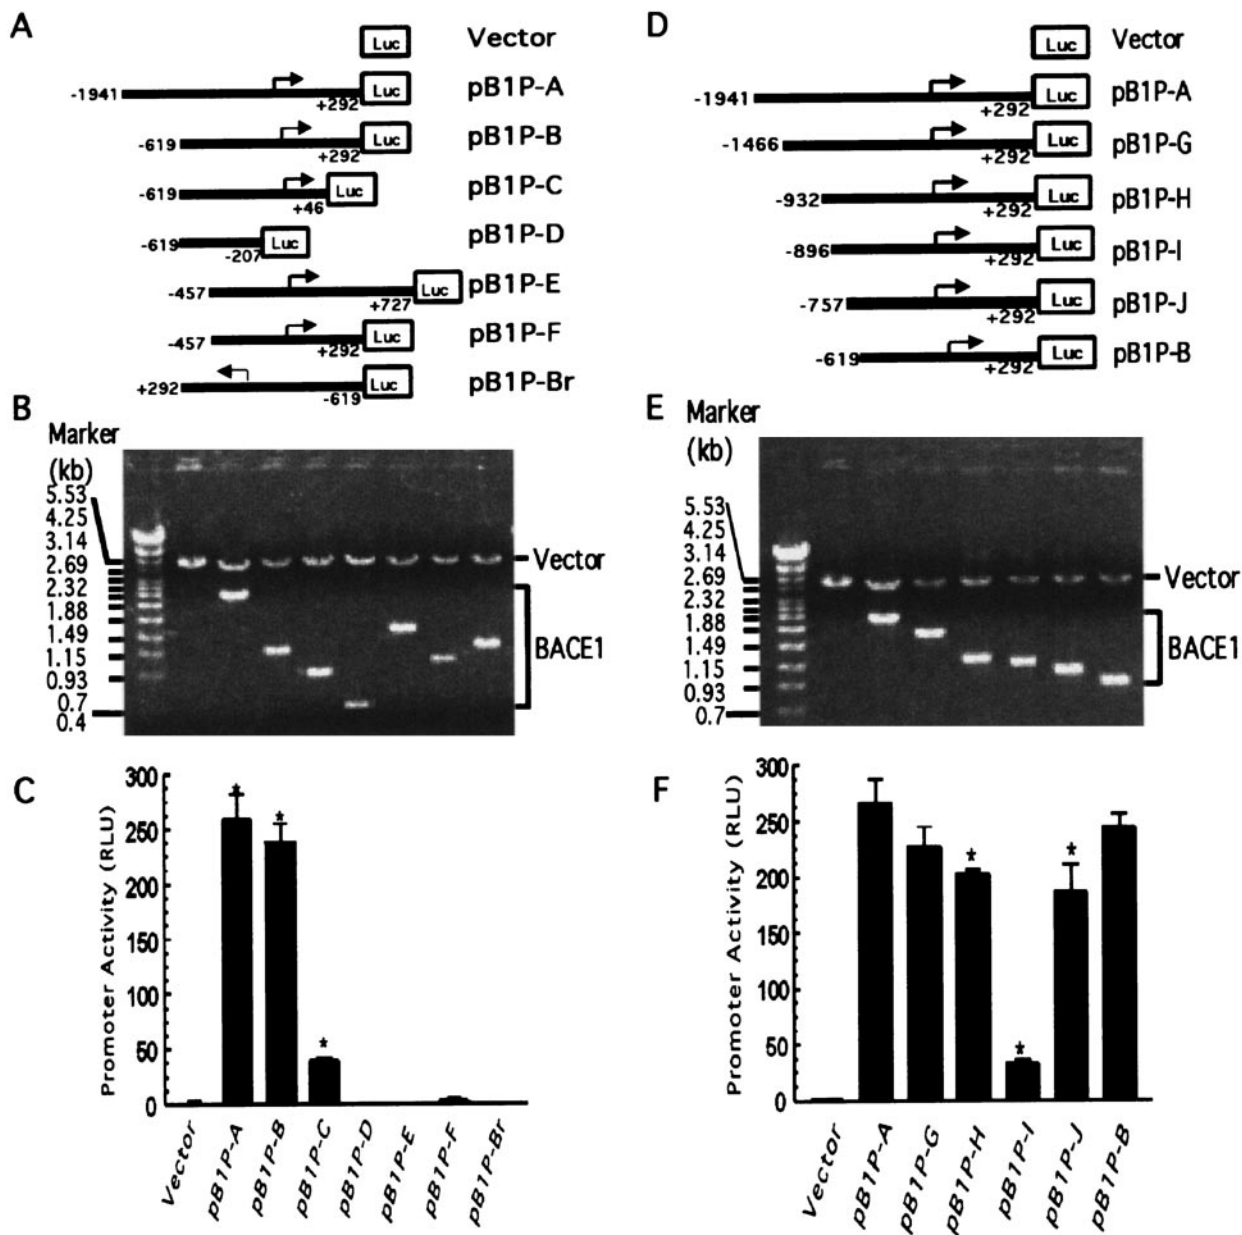 A
Luc Vector
-1941 +292 Luc pB1P-A
-619 +292 Luc pB1P-B
-619 +46 Luc pB1P-C
-619 -207 Luc pB1P-D
-457 +727 Luc pB1P-E
-457 +292 Luc pB1P-F
+292 -619 Luc pB1P-Br
B
Marker
(kb)
5.53
4.25
3.14
2.69
2.32
1.88
1.49
1.15
0.93
0.7
0.4
Vector
BACE1
C
Promoter Activity (RLU)
300
250
200
150
100
50
0
*
*
*
Vector
pB1P-A
pB1P-B
pB1P-C
pB1P-D
pB1P-E
pB1P-F
pB1P-Br
D
Luc Vector
-1941 +292 Luc pB1P-A
-1466 +292 Luc pB1P-G
-932 +292 Luc pB1P-H
-896 +292 Luc pB1P-I
-757 +292 Luc pB1P-J
-619 +292 Luc pB1P-B
E
Marker
(kb)
5.53
4.25
3.14
2.69
2.32
1.88
1.49
1.15
0.93
0.7
Vector
BACE1
F
Promoter Activity (RLU)
300
250
200
150
100
50
0
*
*
*
Vector
pB1P-A
pB1P-G
pB1P-H
pB1P-I
pB1P-J
pB1P-B